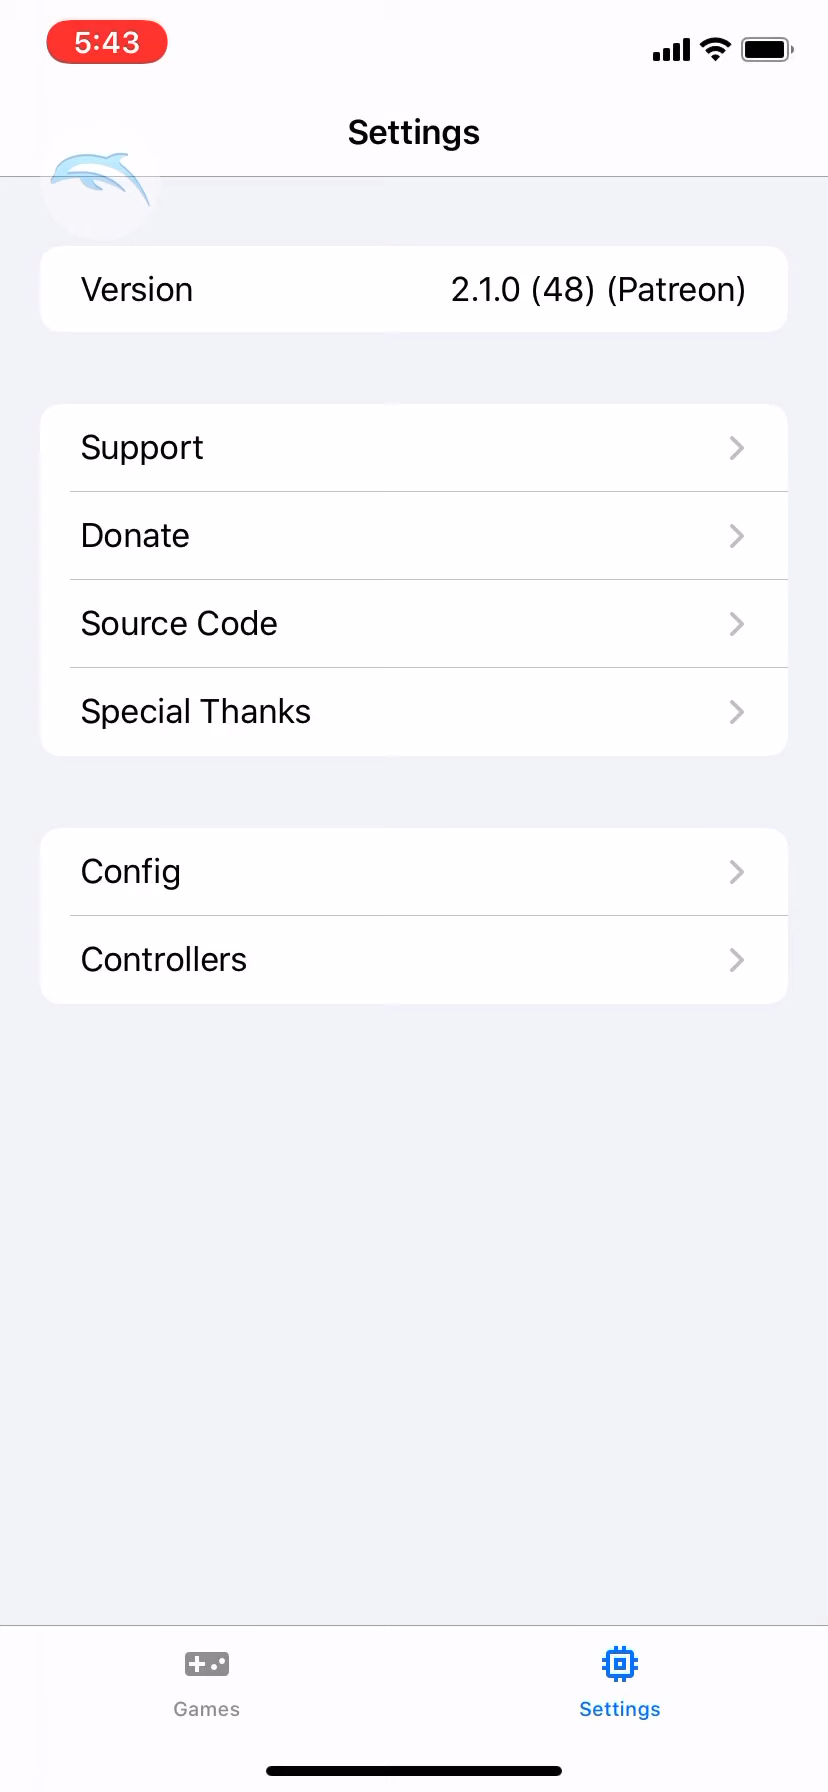 5:43
Settings
Version 2.1.0 (48) (Patreon)
Support
Donate
Source Code
Special Thanks
Config
Controllers
Games Settings